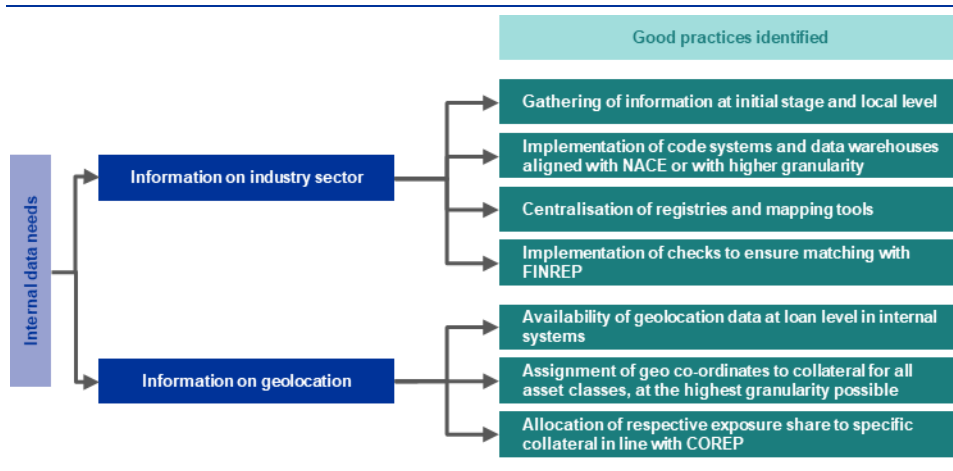 Good practices identified
Gathering of information at initial stage and local level
Implementation of code systems and data warehouses
aligned with NACE or with higher granularity
Information on industry sector
Centralisation of registries and mapping tools
Implementation of checks to ensure matching with
FINREP
Internal data needs
Availability of geolocation data at loan level in internal
systems
Information on geolocation
Assignment of geo co-ordinates to collateral for all
asset classes, at the highest granularity possible
Allocation of respective exposure share to specific
collateral in line with COREP